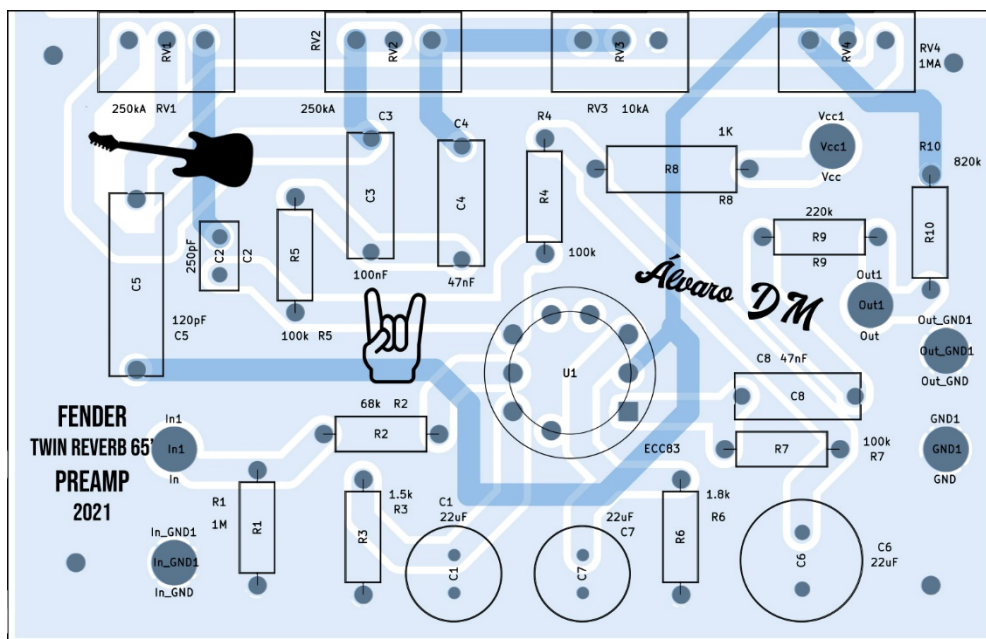 RV1
RV2
RV2
RV3
RV4
RV4
1MA
250kA RV1
250kA
RV3 10kA
C3
C4
R4
1K
Vcc1
Vcc1
Vcc
R8
R8
R10
820k
C5
250pF
C2
C2
R5
C3
C4
R4
R10
220k
R9
R9
100nF
47nF
100k
Álvaro DM
Out1
Out1
Out
120pF
C5
100k R5
Out_GND1
Out_GND1
Out_GND
U1
C8 47nF
C8
FENDER
TWIN REVERB 65'
PREAMP
2021
In1
In1
In
68k R2
R2
ECC83
R7
100k
R7
GND1
GND1
GND
R1
1M
R1
1.5k
R3
R3
C1
22uF
C1
22uF
C7
C7
1.8k
R6
R6
C6
C6
22uF
In_GND1
In_GND1
In_GND